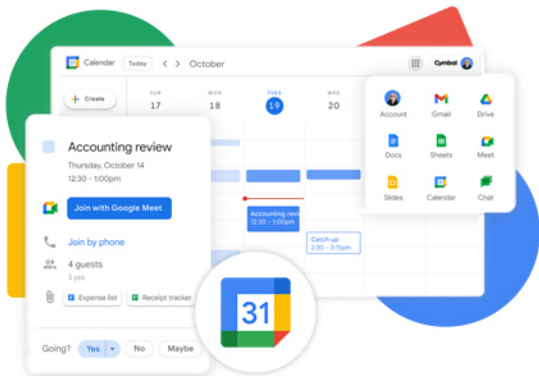 Calendar Today October Cymbal
Create
SUN MON TUES WED
17 18 19 20
Account Gmail Drive
Docs Sheets Meet
Slides Calendar Chat
Accounting review
Thursday, October 14
12:30 - 1:00pm
Join with Google Meet
Join by phone
4 guests
3 yes
Expense list Receipt tracker
Going? Yes No Maybe
Accounting revi
12:30 - 1:00pm
Catch up
2:30 - 3:15pm
31